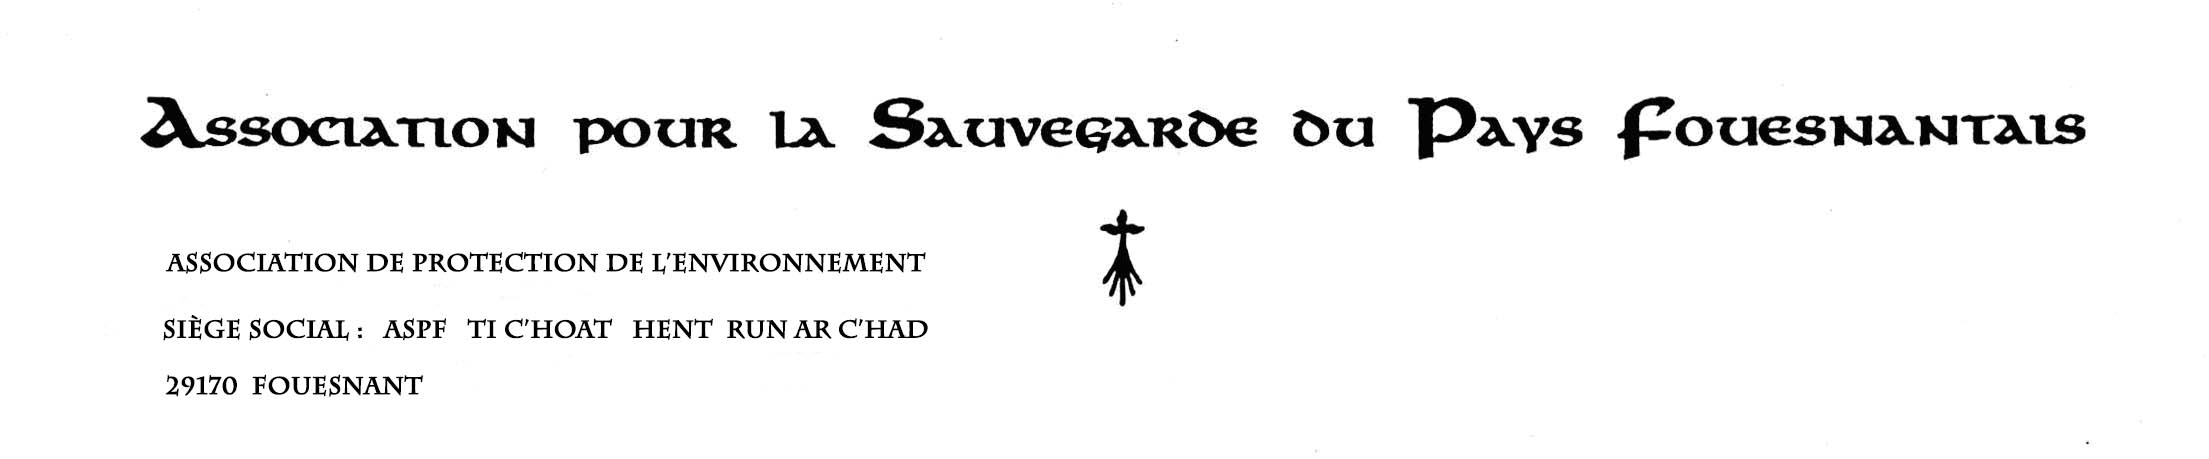 Association pour la Sauvegarde du Pays Fouesnantais
ASSOCIATION DE PROTECTION DE L'ENVIRONNEMENT
SIÈGE SOCIAL : ASPF TI C'HOAT HENT RUN AR C'HAD
29170 FOUESNANT